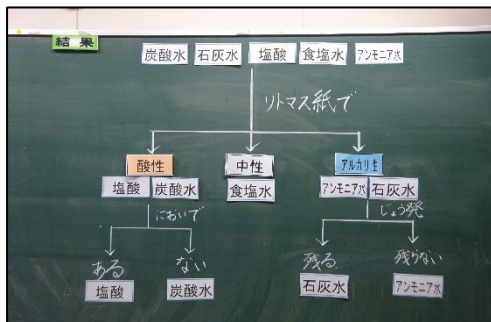 結果
炭酸水 石灰水 塩酸 食塩水 アンモニア水
リトマス紙で
酸性 中性 アルカリ性
塩酸 炭酸水 食塩水 アンモニア水 石灰水
においで じょう発
ある ない 残る 残らない
塩酸 炭酸水 石灰水 アンモニア水